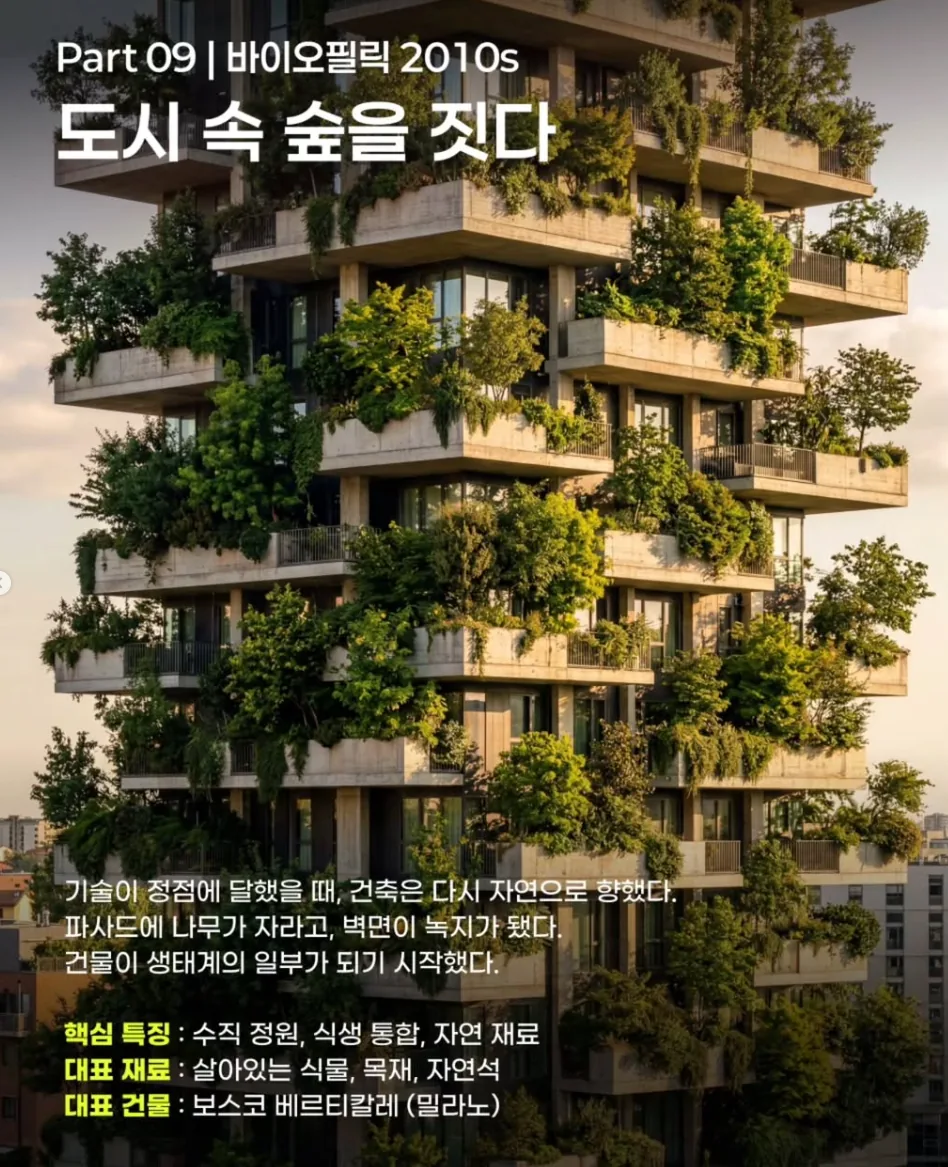 Part 09 | 바이오필릭 2010s
도시 속 숲을 짓다
기술이 정점에 달했을 때, 건축은 다시 자연으로 향했다.
파사드에 나무가 자라고, 벽면이 녹지가 됐다.
건물이 생태계의 일부가 되기 시작했다.
핵심 특징 : 수직 정원, 식생 통합, 자연 재료
대표 재료 : 살아있는 식물, 목재, 자연석
대표 건물 : 보스코 베르티칼레 (밀라노)